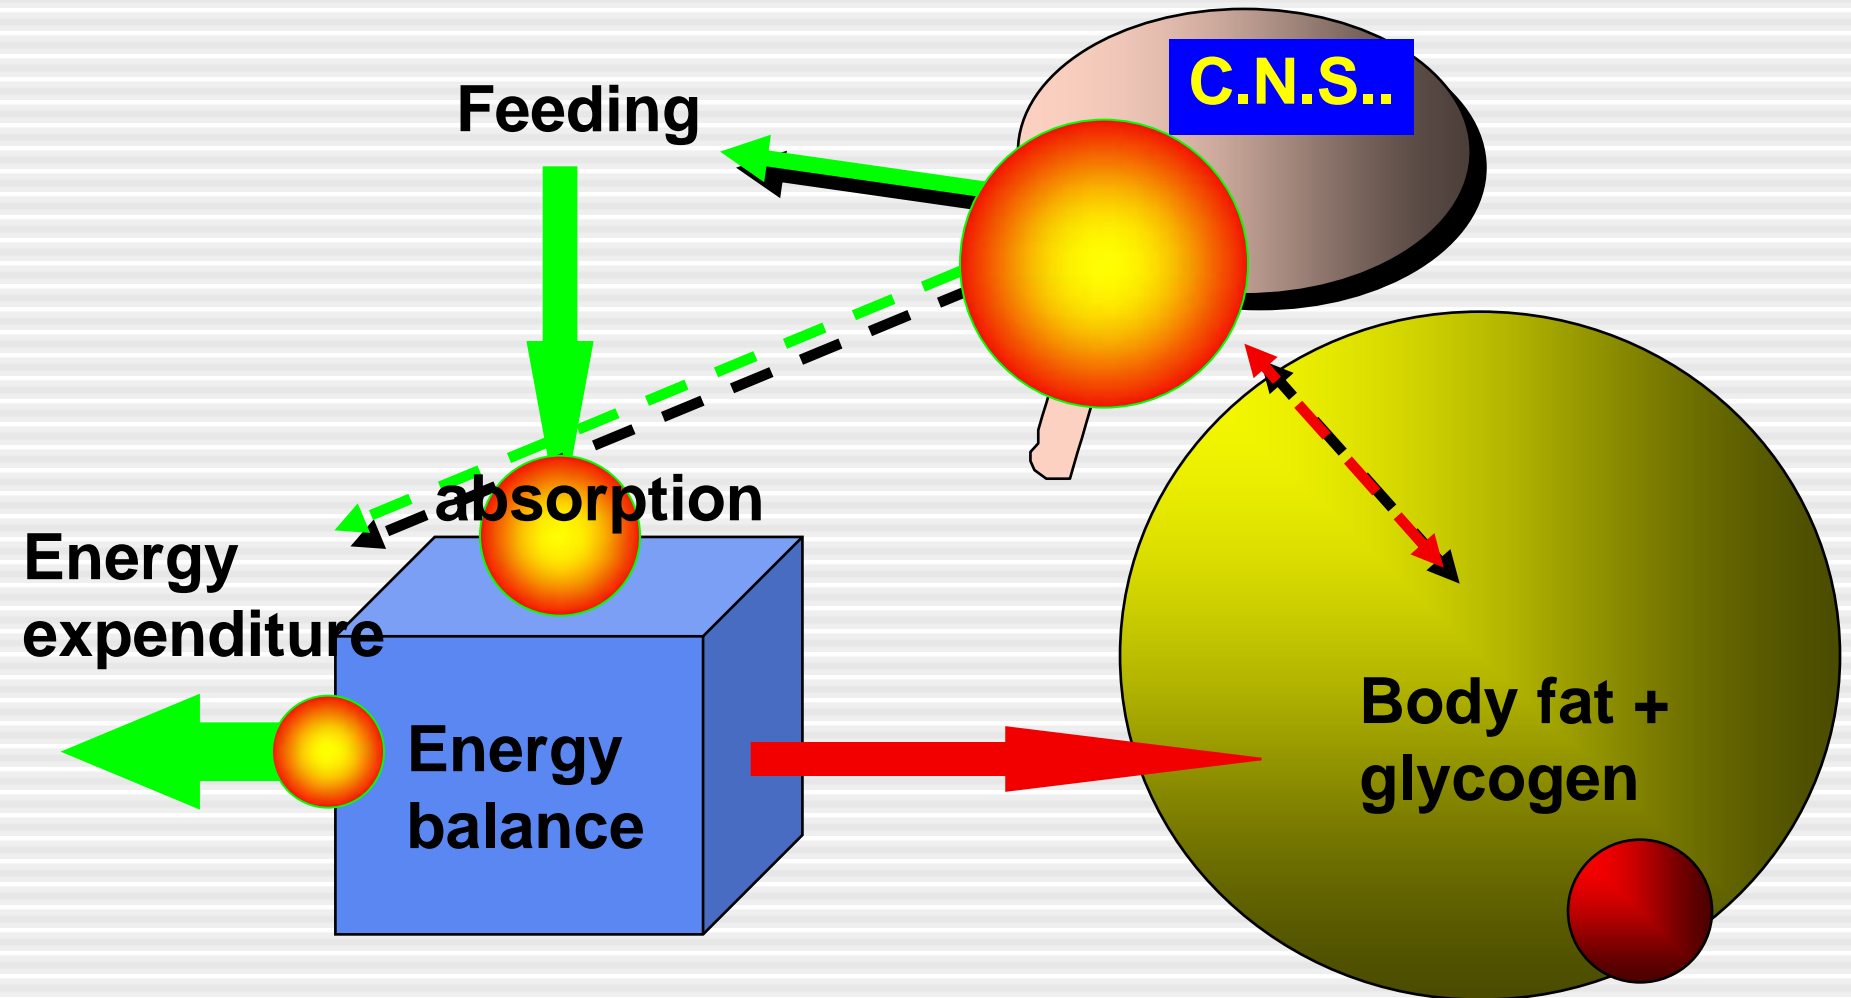 C.N.S..
Feeding
absorption
Energy
expenditure
Energy
balance
Body fat +
glycogen